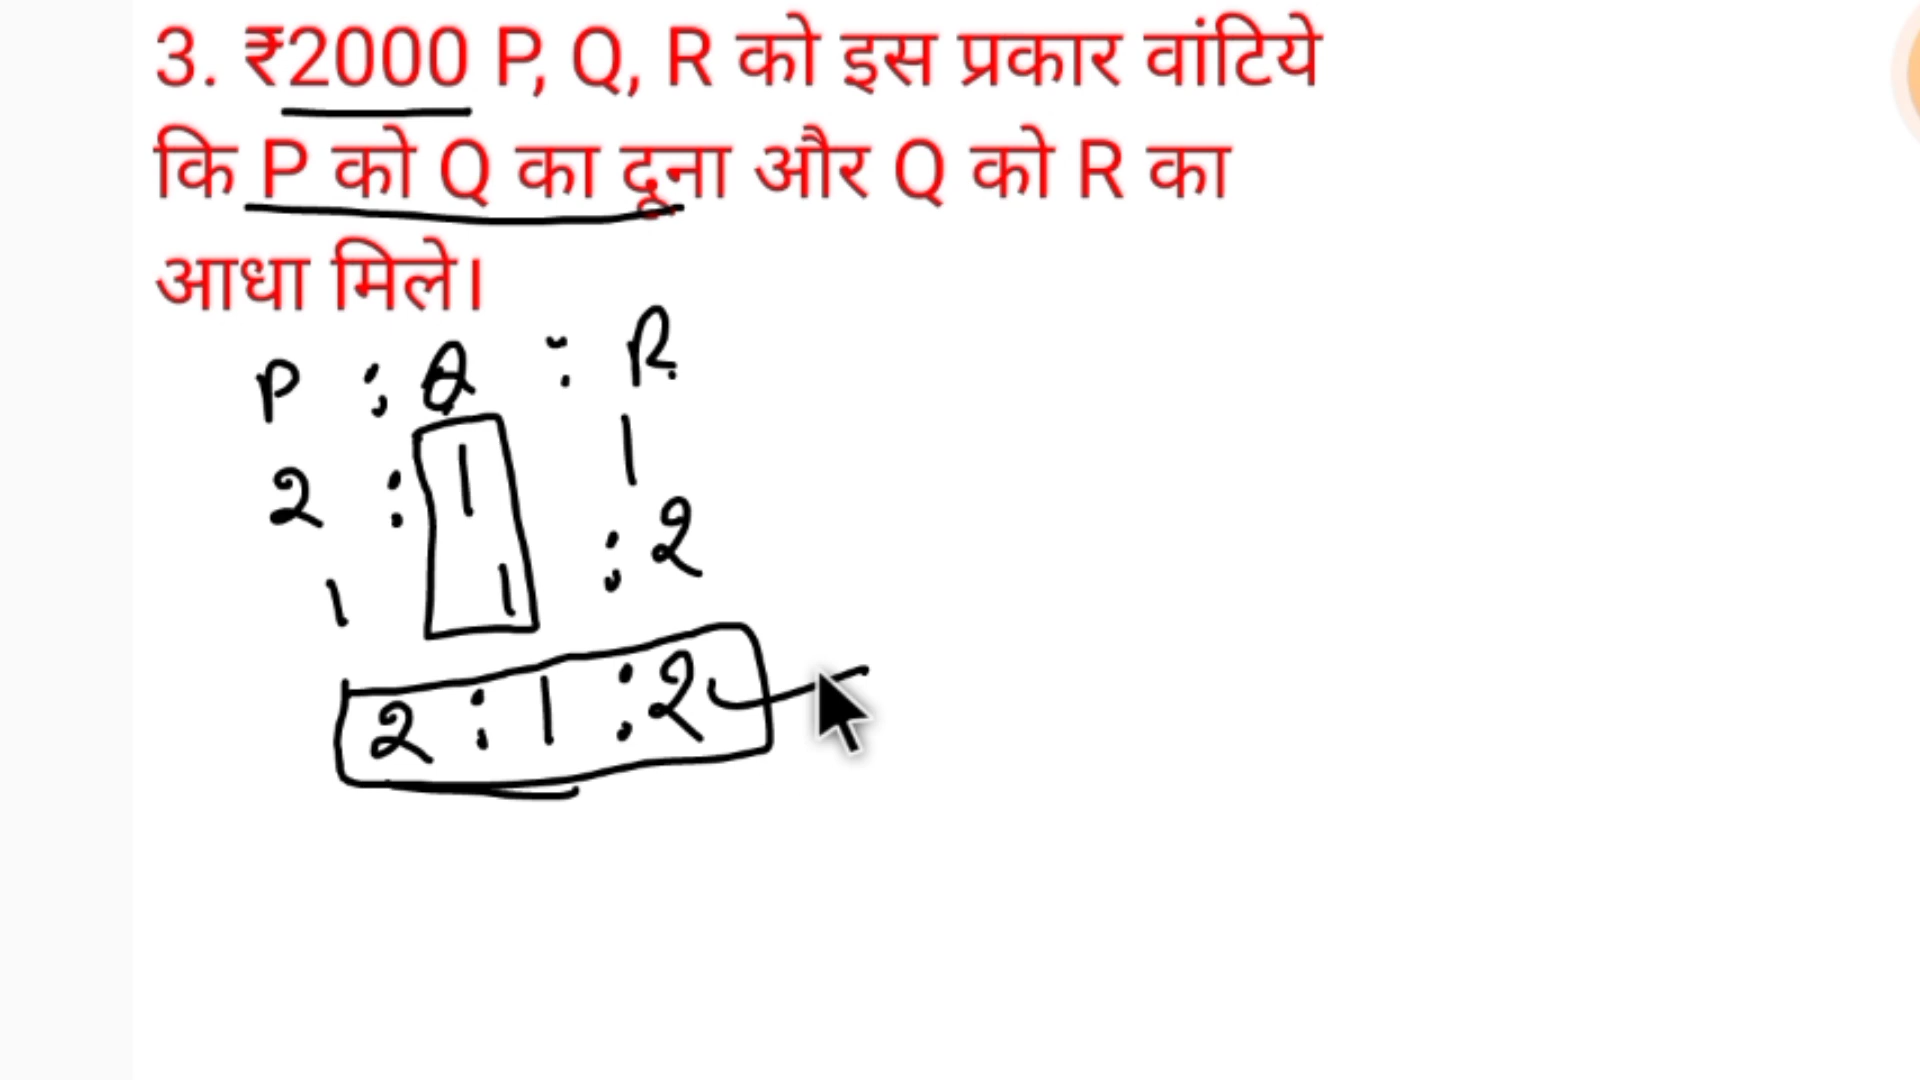 3. ₹2000 P, Q, R को इस प्रकार वांटिये
कि P को Q का दूना और Q को R का
आधा मिले।
P : Q : R
2 : 1 1
1 1 : 2
2 : 1 : 2